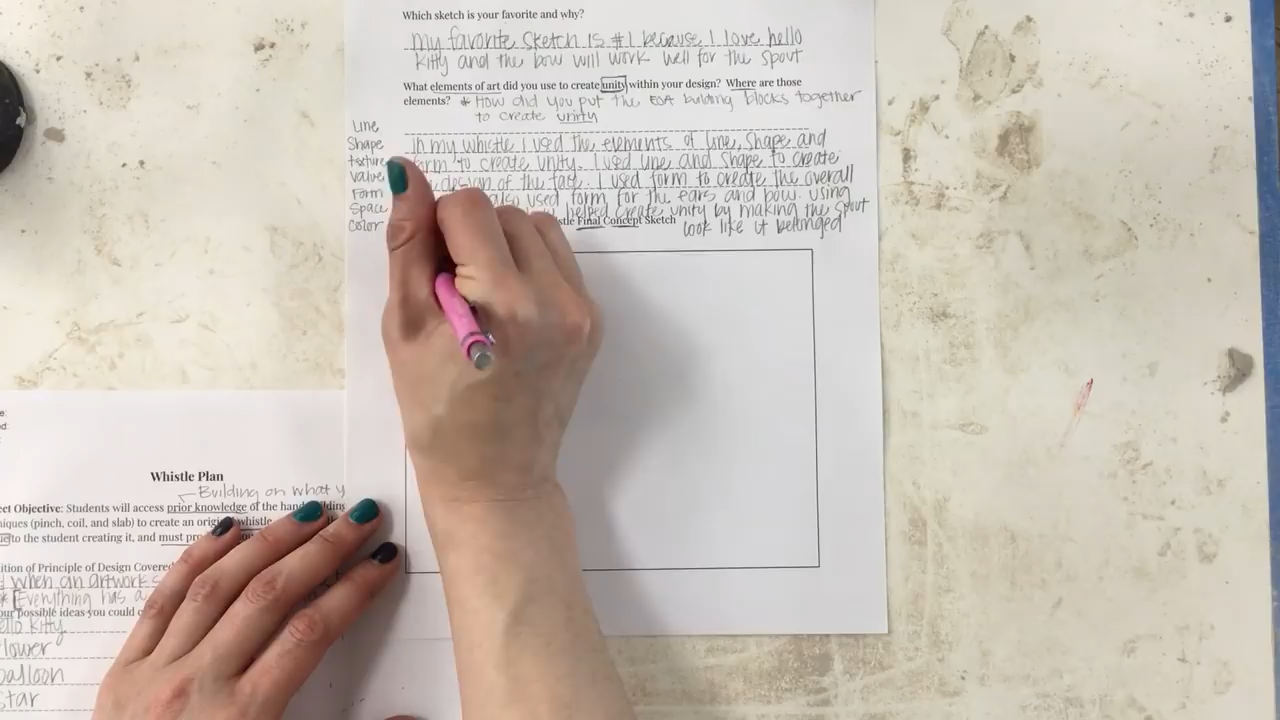 Which sketch is your favorite and why?
my favorite sketch is #1 because I love hello
kitty and the bow will work well for the spout
What elements of art did you use to create unity within your design? Where are those
elements? * How did you put the EOA building blocks together
to create unity
Line
Shape
texture
value
Form
Space
Color
In my whistle I used the elements of line, shape and
form to create unity. I used line and shape to create
design of the face. I used form to create the overall
also used form for the ears and bow. using
helped create unity by making the spout
look like it belonged
Final Concept Sketch
Whistle Plan
Building on what y
ect Objective: Students will access prior knowledge of the hand
iques (pinch, coil, and slab) to create an whistle
to the student creating it, and must
ition of Principle of Design Covered
when an artwork
* Everything has a
our possible ideas you could
ello kitty
lower
balloon
star